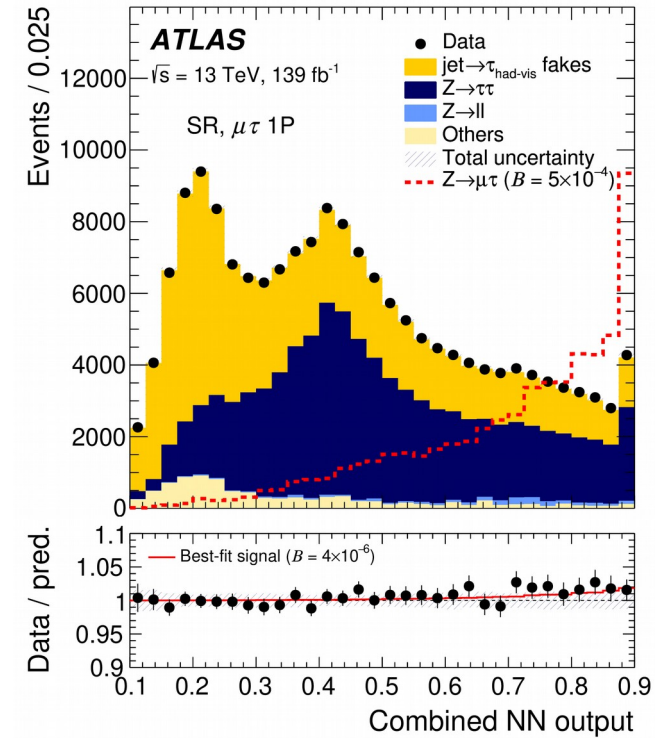 ATLAS
√s = 13 TeV, 139 fb⁻¹
SR, μτ 1P
Data
jet→τ_had-vis fakes
Z→ττ
Z→ll
Others
Total uncertainty
Z→μτ (B = 5×10⁻⁴)
Events / 0.025
12000
10000
8000
6000
4000
2000
0
Best-fit signal (B = 4×10⁻⁶)
Data / pred.
1.1
1.05
1
0.95
0.9
0.1 0.2 0.3 0.4 0.5 0.6 0.7 0.8 0.9
Combined NN output